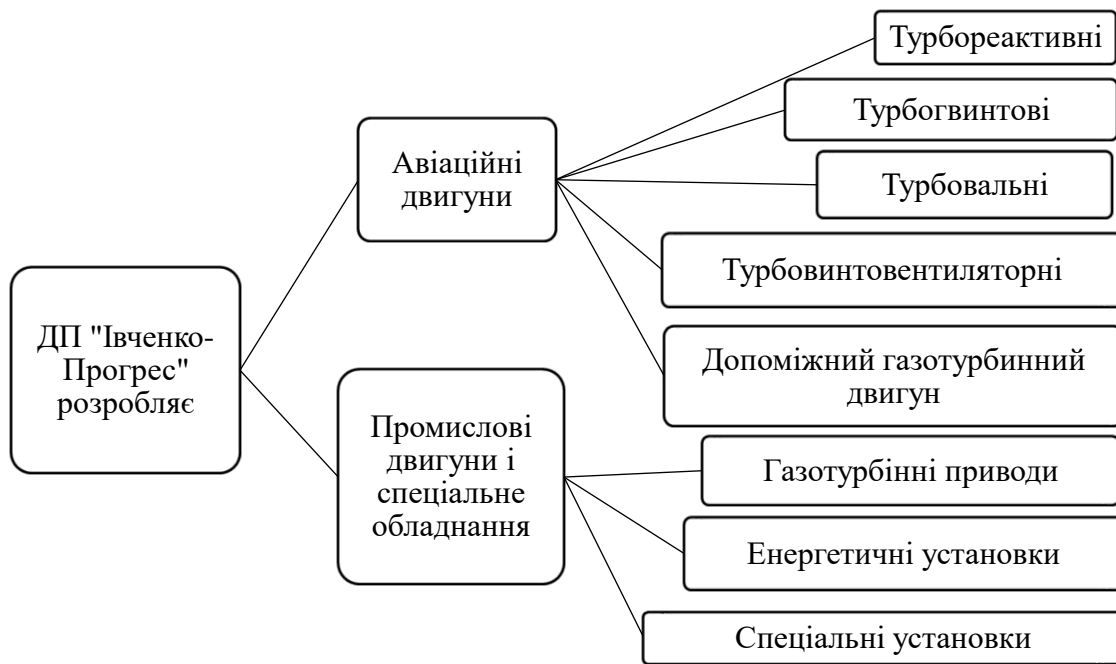 ДП "Івченко-
Прогрес"
розробляє
Авіаційні
двигуни
Турбореактивні
Турбогвинтові
Турбовальні
Турбовинтовентиляторні
Допоміжний газотурбинний
двигун
Промислові
двигуни і
спеціальне
обладнання
Газотурбінні приводи
Енергетичні установки
Спеціальні установки